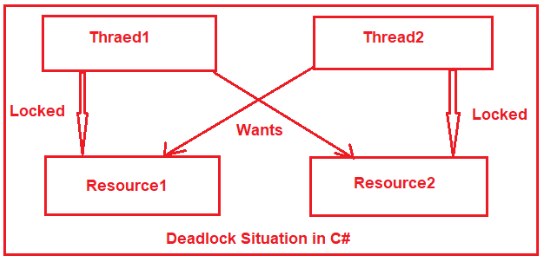 Thraed1
Thread2
Locked
Locked
Wants
Resource1
Resource2
Deadlock Situation in C#